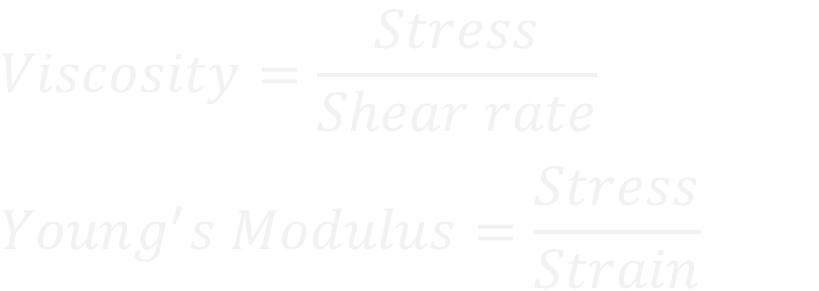 Viscosity = Stress / Shear rate
Young's Modulus = Stress / Strain